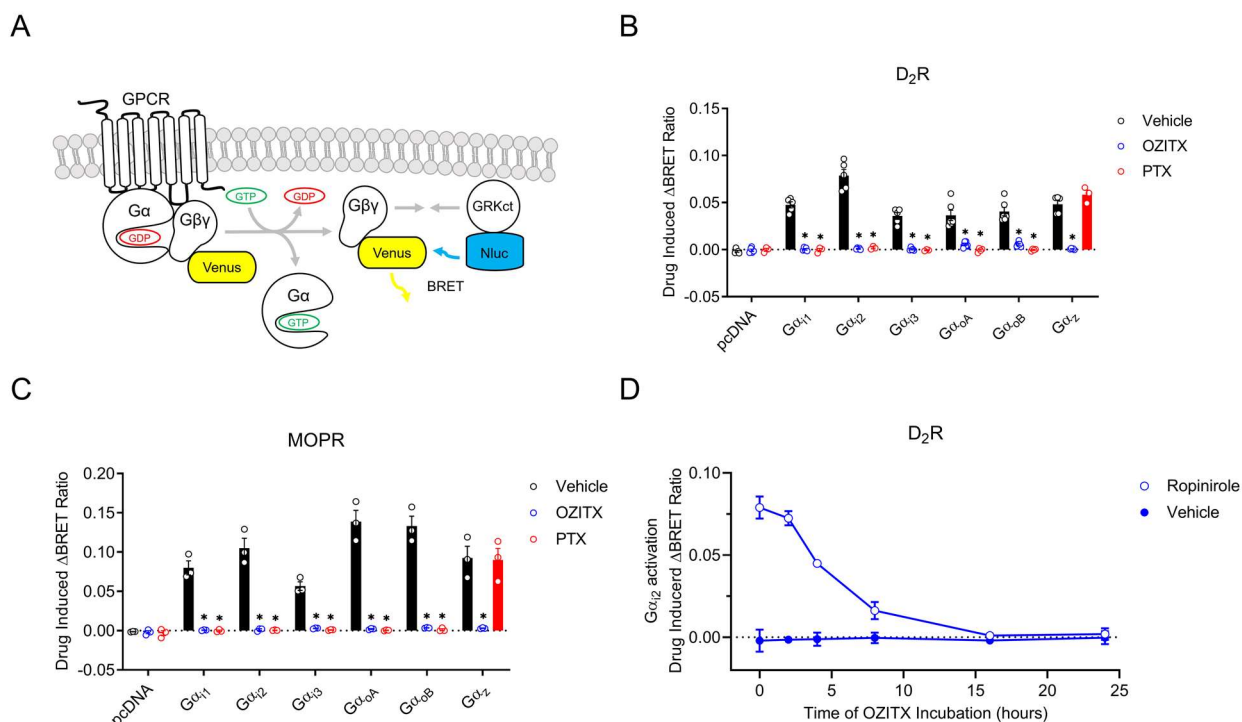 A
GPCR
Gα
GDP
Gβγ
Venus
GTP
GDP
Gα
GTP
Gβγ
Venus
GRKct
Nluc
BRET
B
D₂R
Drug Induced ΔBRET Ratio
0.15
0.10
0.05
0.00
-0.05
* * * * * * * * * * *
pcDNA
Gαi1
Gαi2
Gαi3
GαoA
GαoB
Gαz
Vehicle
OZITX
PTX
C
MOPR
Drug Induced ΔBRET Ratio
0.20
0.15
0.10
0.05
0.00
-0.05
* * * * * * * * * * *
pcDNA
Gαi1
Gαi2
Gαi3
GαoA
GαoB
Gαz
Vehicle
OZITX
PTX
D
D₂R
Gαi2 activation
Drug Inducerd ΔBRET Ratio
0.10
0.05
0.00
0 5 10 15 20 25
Time of OZITX Incubation (hours)
Ropinirole
Vehicle